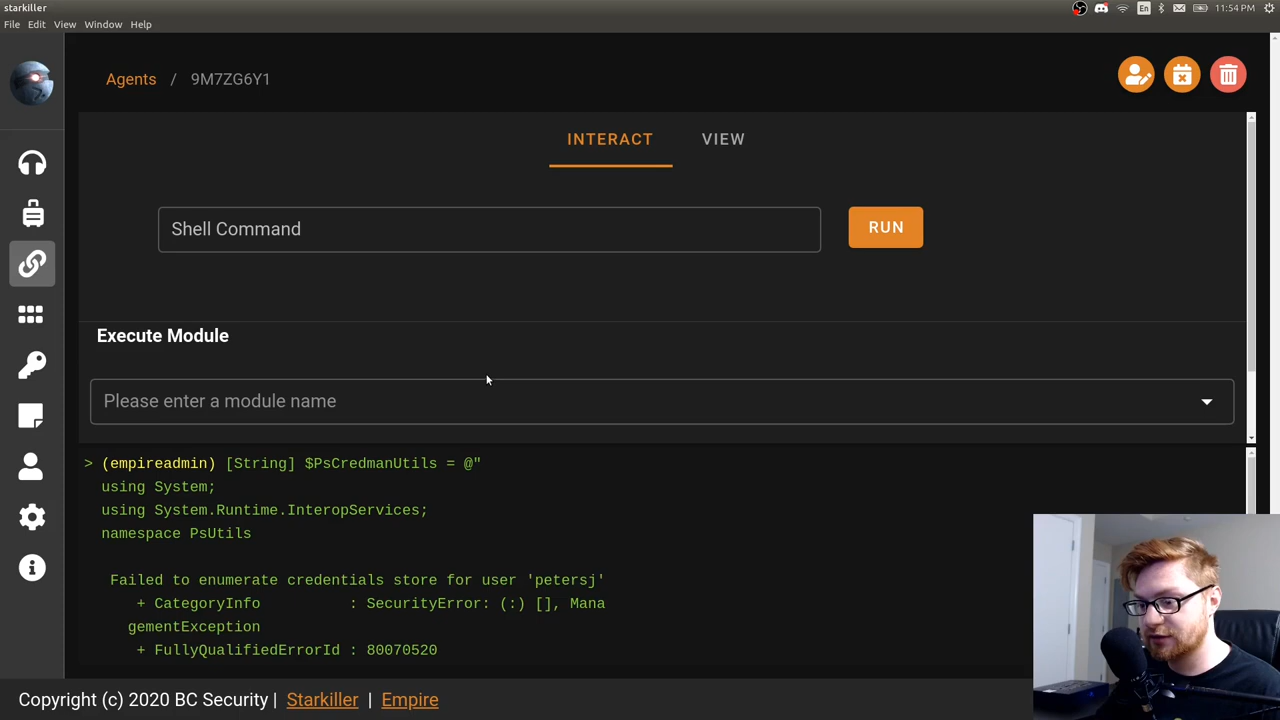 starkiller
En
11:54 PM
File Edit View Window Help
Agents / 9M7ZG6Y1
INTERACT VIEW
Shell Command
RUN
Execute Module
Please enter a module name
> (empireadmin) [String] $PsCredmanUtils = @"
using System;
using System.Runtime.InteropServices;
namespace PsUtils
Failed to enumerate credentials store for user 'petersj'
+ CategoryInfo : SecurityError: (:) [], Mana
gementException
+ FullyQualifiedErrorId : 80070520
Copyright (c) 2020 BC Security | Starkiller | Empire